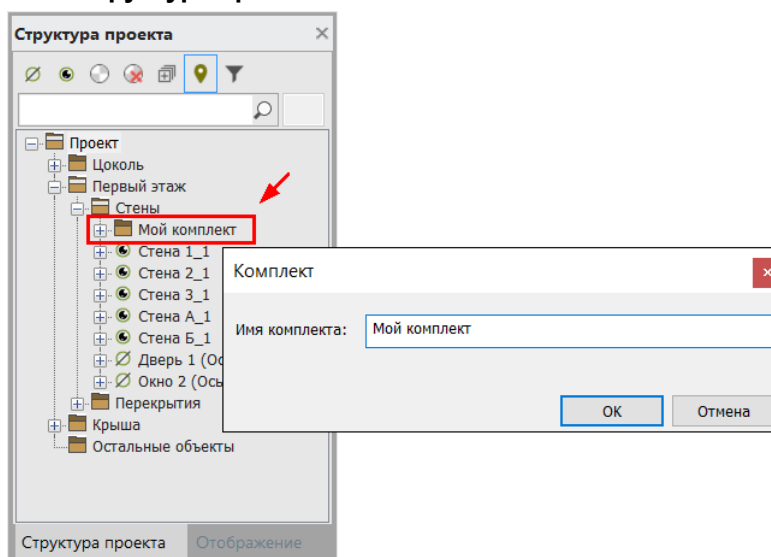 Структура проекта
Проект
Цоколь
Первый этаж
Стены
Мой комплект
Стена 1_1
Стена 2_1
Стена 3_1
Стена А_1
Стена Б_1
Дверь 1 (Ос
Окно 2 (Ось
Перекрытия
Крыша
Остальные объекты
Структура проекта Отображение
Комплект
Имя комплекта: Мой комплект
ОК Отмена